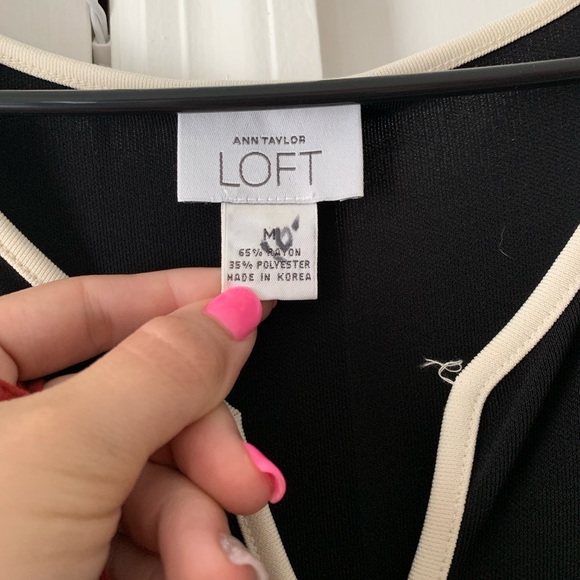 ANN TAYLOR
LOFT
M
65% RAYON
35% POLYESTER
MADE IN KOREA